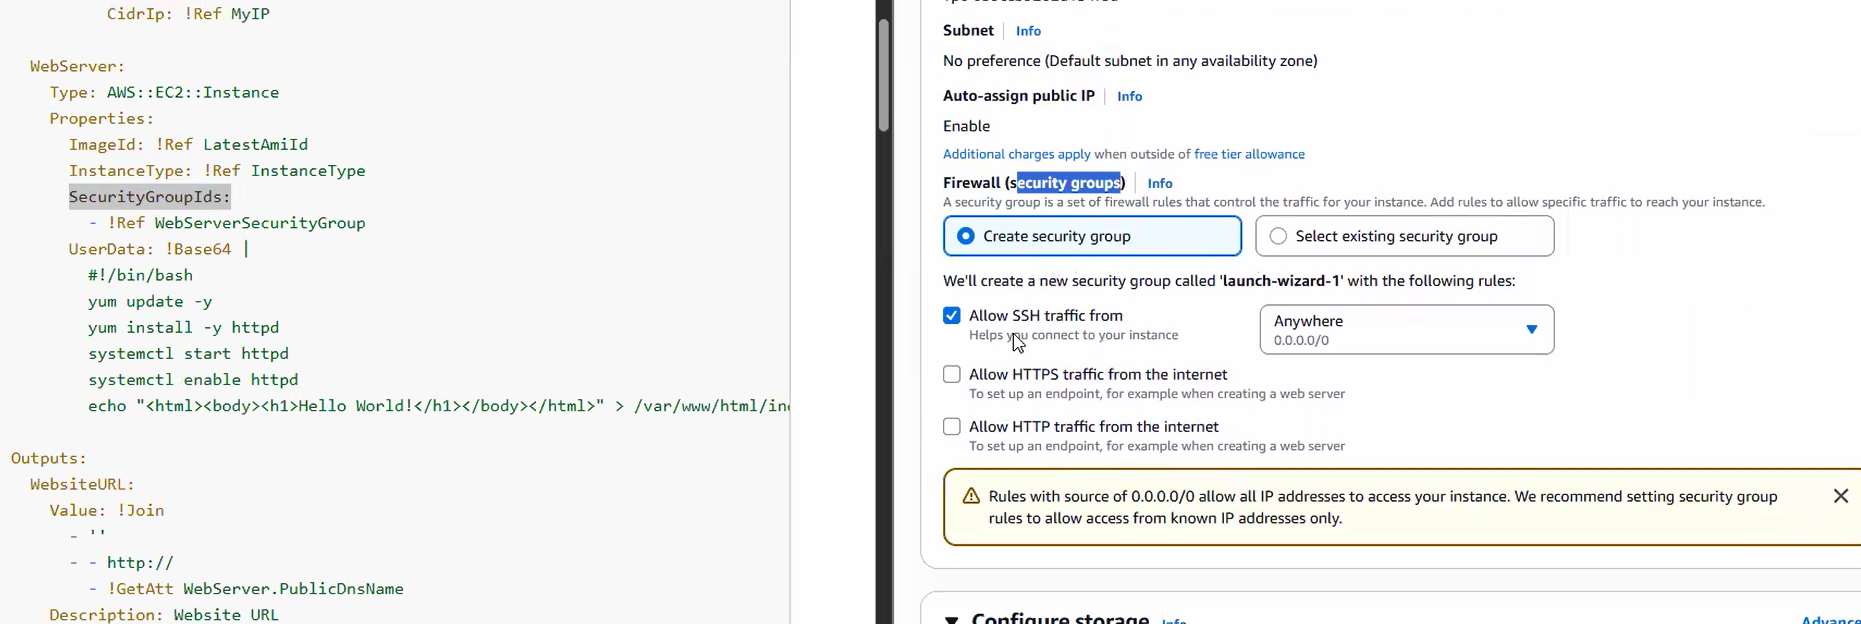 CidrIp: !Ref MyIP
WebServer:
Type: AWS::EC2::Instance
Properties:
ImageId: !Ref LatestAmiId
InstanceType: !Ref InstanceType
SecurityGroupIds:
- !Ref WebServerSecurityGroup
UserData: !Base64 |
#!/bin/bash
yum update -y
yum install -y httpd
systemctl start httpd
systemctl enable httpd
echo "<html><body><h1>Hello World!</h1></body></html>" > /var/www/html/in
Outputs:
WebsiteURL:
Value: !Join
- ''
- - http://
- !GetAtt WebServer.PublicDnsName
Description: Website URL
Subnet | Info
No preference (Default subnet in any availability zone)
Auto-assign public IP | Info
Enable
Additional charges apply when outside of free tier allowance
Firewall (security groups) | Info
A security group is a set of firewall rules that control the traffic for your instance. Add rules to allow specific traffic to reach your instance.
Create security group
Select existing security group
We'll create a new security group called 'launch-wizard-1' with the following rules:
Allow SSH traffic from
Helps you connect to your instance
Anywhere
0.0.0.0/0
Allow HTTPS traffic from the internet
To set up an endpoint, for example when creating a web server
Allow HTTP traffic from the internet
To set up an endpoint, for example when creating a web server
Rules with source of 0.0.0.0/0 allow all IP addresses to access your instance. We recommend setting security group
rules to allow access from known IP addresses only.
Configure storage Info
Advance